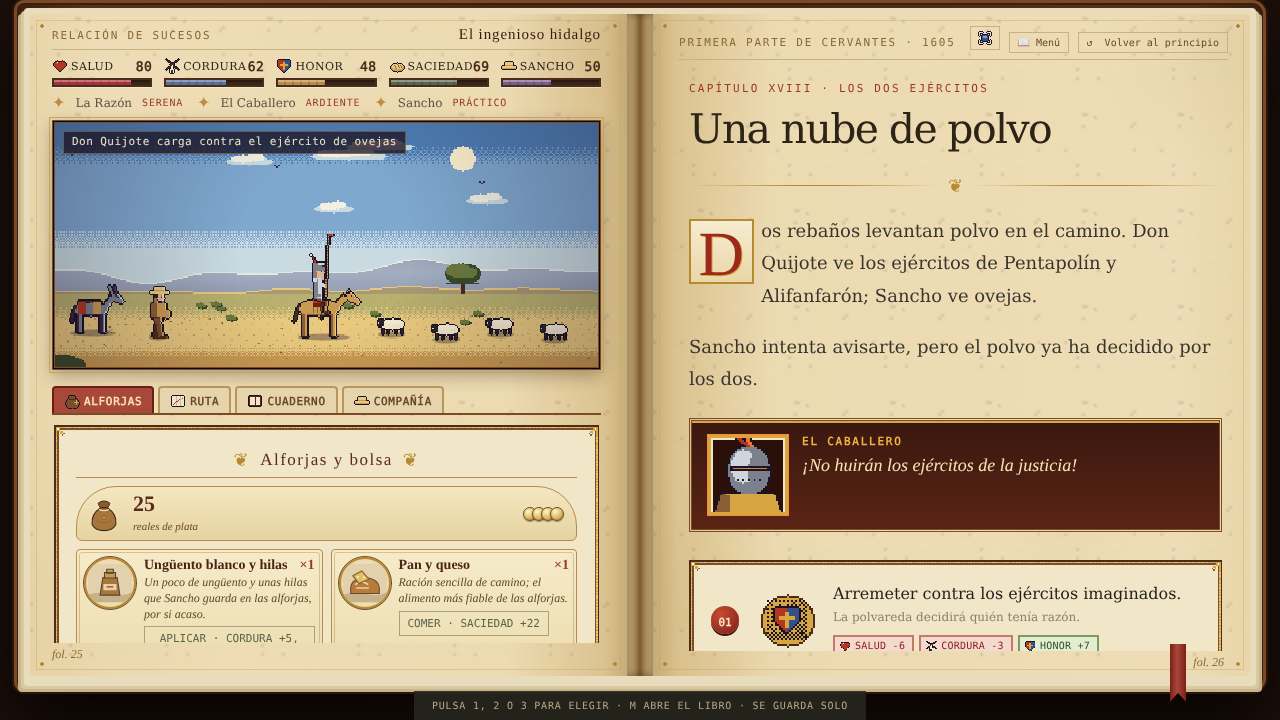 RELACIÓN DE SUCESOS
El ingenioso hidalgo
SALUD 80
CORDURA 62
HONOR 48
SACIEDAD 69
SANCHO 50
La Razón SERENA
El Caballero ARDIENTE
Sancho PRÁCTICO
Don Quijote carga contra el ejército de ovejas
ALFORJAS
RUTA
CUADERNO
COMPAÑÍA
Alforjas y bolsa
25
reales de plata
Ungüento blanco y hilas ×1
Un poco de ungüento y unas hilas
que Sancho guarda en las alforjas,
por si acaso.
APLICAR · CORDURA +5,
Pan y queso ×1
Ración sencilla de camino; el
alimento más fiable de las alforjas.
COMER · SACIEDAD +22
fol. 25
PRIMERA PARTE DE CERVANTES · 1605
Menú
↺ Volver al principio
CAPÍTULO XVIII · LOS DOS EJÉRCITOS
Una nube de polvo
Dos rebaños levantan polvo en el camino. Don
Quijote ve los ejércitos de Pentapolín y
Alifanfarón; Sancho ve ovejas.
Sancho intenta avisarte, pero el polvo ya ha decidido por
los dos.
EL CABALLERO
¡No huirán los ejércitos de la justicia!
01
Arremeter contra los ejércitos imaginados.
La polvareda decidirá quién tenía razón.
SALUD -6
CORDURA -3
HONOR +7
fol. 26
PULSA 1, 2 O 3 PARA ELEGIR · M ABRE EL LIBRO · SE GUARDA SOLO